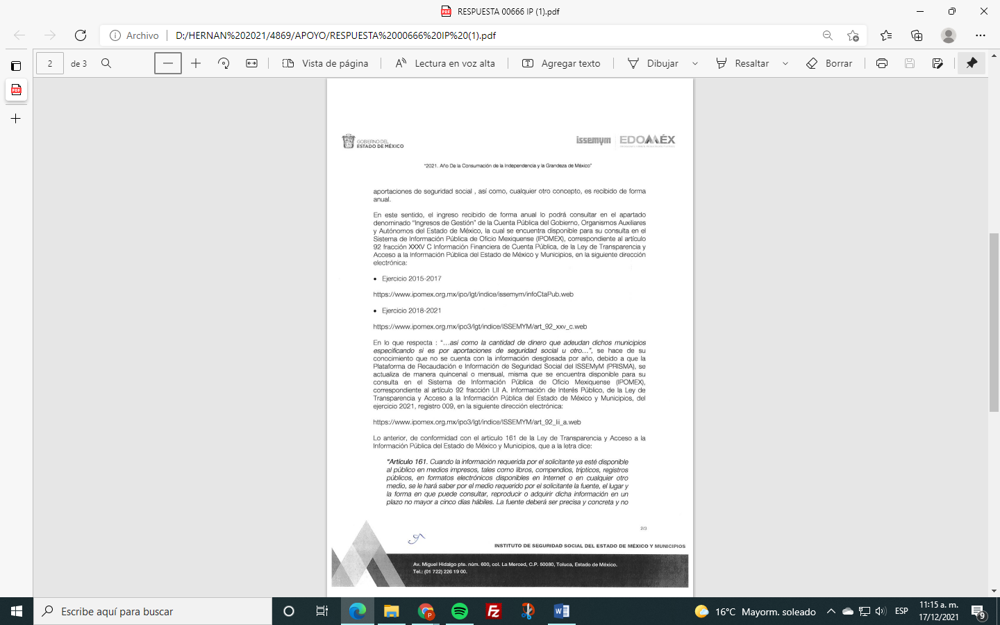 RESPUESTA 00666 IP (1).pdf
Archivo
D:/HERNAN%202021/4869/APOYO/RESPUESTA%2000666%20IP%20(1).pdf
2
de 3
Vista de página
Lectura en voz alta
Agregar texto
Dibujar
Resaltar
Borrar
GOBIERNO DEL
ESTADO DE MÉXICO
issemym
EDOMÉX
"2021. Año De la Consumación de la Independencia y la Grandeza de México"
aportaciones de seguridad social , así como, cualquier otro concepto, es recibido de forma
anual.
En este sentido, el ingreso recibido de forma anual lo podrá consultar en el apartado
denominado "Ingresos de Gestión" de la Cuenta Pública del Gobierno, Organismos Auxiliares
y Autónomos del Estado de México, la cual se encuentra disponible para su consulta en el
Sistema de Información Pública de Oficio Mexiquense (IPOMEX), correspondiente al artículo
92 fracción XXXV C Información Financiera de Cuenta Pública, de la Ley de Transparencia y
Acceso a la Información Pública del Estado de México y Municipios, en la siguiente dirección
electrónica:
• Ejercicio 2015-2017
https://www.ipomex.org.mx/ipo/lgt/indice/issemym/infoCtaPub.web
• Ejercicio 2018-2021
https://www.ipomex.org.mx/ipo3/lgt/indice/ISSEMYM/art_92_xxv_c.web
En lo que respecta : "...así como la cantidad de dinero que adeudan dichos municipios
especificando si es por aportaciones de seguridad social u otro...", se hace de su
conocimiento que no se cuenta con la información desglosada por año, debido a que la
Plataforma de Recaudación e Información de Seguridad Social del ISSEMyM (PRISMA), se
actualiza de manera quincenal o mensual, misma que se encuentra disponible para su
consulta en el Sistema de Información Pública de Oficio Mexiquense (IPOMEX),
correspondiente al artículo 92 fracción LII A. Información de Interés Público, de la Ley de
Transparencia y Acceso a la Información Pública del Estado de México y Municipios, del
ejercicio 2021, registro 009, en la siguiente dirección electrónica:
https://www.ipomex.org.mx/ipo3/lgt/indice/ISSEMYM/art_92_lii_a.web
Lo anterior, de conformidad con el articulo 161 de la Ley de Transparencia y Acceso a la
Información Pública del Estado de México y Municipios, que a la letra dice:
"Artículo 161. Cuando la información requerida por el solicitante ya esté disponible
al público en medios impresos, tales como libros, compendios, trípticos, registros
públicos, en formatos electrónicos disponibles en Internet o en cualquier otro
medio, se le hará saber por el medio requerido por el solicitante la fuente, el lugar y
la forma en que puede consultar, reproducir o adquirir dicha información en un
plazo no mayor a cinco días hábiles. La fuente deberá ser precisa y concreta y no
2/3
INSTITUTO DE SEGURIDAD SOCIAL DEL ESTADO DE MÉXICO Y MUNICIPIOS
Av. Miguel Hidalgo pte. núm. 600, col. La Merced, C.P. 50080, Toluca, Estado de México.
Tel.: (01 722) 226 19 00.
Escribe aquí para buscar
16°C Mayorm. soleado
ESP
11:15 a. m.
17/12/2021
9